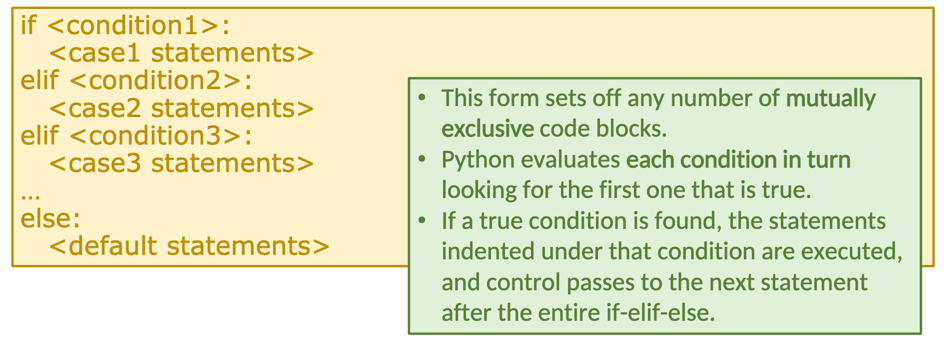 if <condition1>:
<case1 statements>
elif <condition2>:
<case2 statements>
elif <condition3>:
<case3 statements>
…
else:
<default statements>
• This form sets off any number of mutually
exclusive code blocks.
• Python evaluates each condition in turn
looking for the first one that is true.
• If a true condition is found, the statements
indented under that condition are executed,
and control passes to the next statement
after the entire if-elif-else.